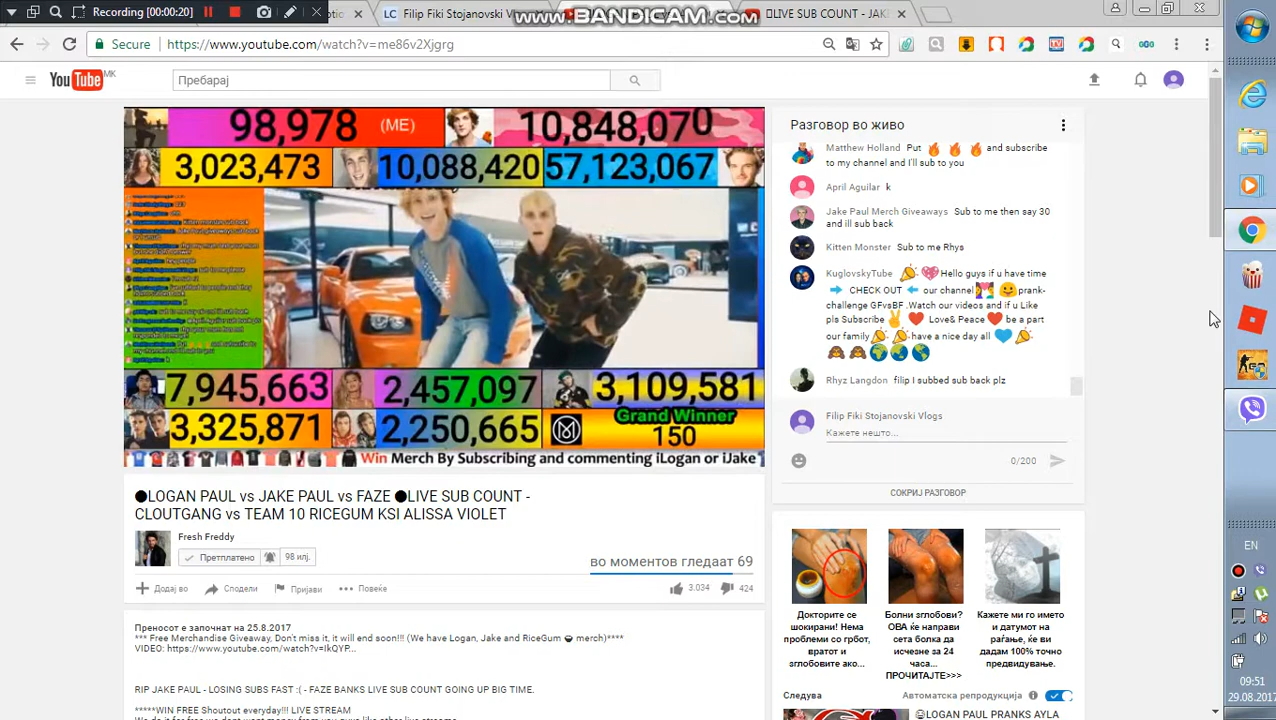 Recording [00:00:20]
LC Filip Fiki Stojanovski
www.BANDICAM.com
LIVE SUB COUNT - JAKE
Secure https://www.youtube.com/watch?v=me86v2Xjgrg
YouTube MK
Пребарај
98,978 (ME) 10,848,070
3,023,473 10,088,420 57,123,067
7,945,663 2,457,097 3,109,581
3,325,871 2,250,665 Grand Winner
150
Win Merch By Subscribing and commenting iLogan or iJake
LOGAN PAUL vs JAKE PAUL vs FAZE LIVE SUB COUNT -
CLOUTGANG vs TEAM 10 RICEGUM KSI ALISSA VIOLET
Fresh Freddy
Претплатено 98 илј.
во моментов гледаат 69
Додај во Сподели Пријави Повеќе 3.034 424
Преносот е започнат на 25.8.2017.
*** Free Merchandise Giveaway, Don't miss it, it will end soon!!! (We have Logan, Jake and RiceGum merch)****
VIDEO: https://www.youtube.com/watch?v=IkQYP...
RIP JAKE PAUL - LOSING SUBS FAST :( - FAZE BANKS LIVE SUB COUNT GOING UP BIG TIME.
*****WIN FREE Shoutout everyday!!! LIVE STREAM
Разговор во живо
Matthew Holland Put and subscribe
to my channel and I'll sub to you
April Aguilar k
Jake Paul Merch Giveaways Sub to me then say 30
and ill sub back
Kitten Monster Sub to me Rhys
KuglovskyTube Hello guys if u have time
CHECK OUT our channel prank-
challenge GFvsBF .Watch our videos and if u Like
pls Subscribe Love& Peace be a part
our family have a nice day all
Rhyz Langdon filip I subbed sub back plz
Filip Fiki Stojanovski Vlogs
Кажете нешто...
0/200
СОКРИЈ РАЗГОВОР
Докторите се
шокирани! Нема
проблеми со грбот,
вратот и
зглобовите ако...
Болни зглобови?
ОВА ќе направи
сета болка да
исчезне за 24
часа...
ПРОЧИТАЈТЕ>>>
Кажете ми го името
и датумот на
раѓање, ќе ви
дадам 100% точно
предвидување.
Следува Автоматска репродукција
LOGAN PAUL PRANKS AYLA
EN
09:51
29.08.2017